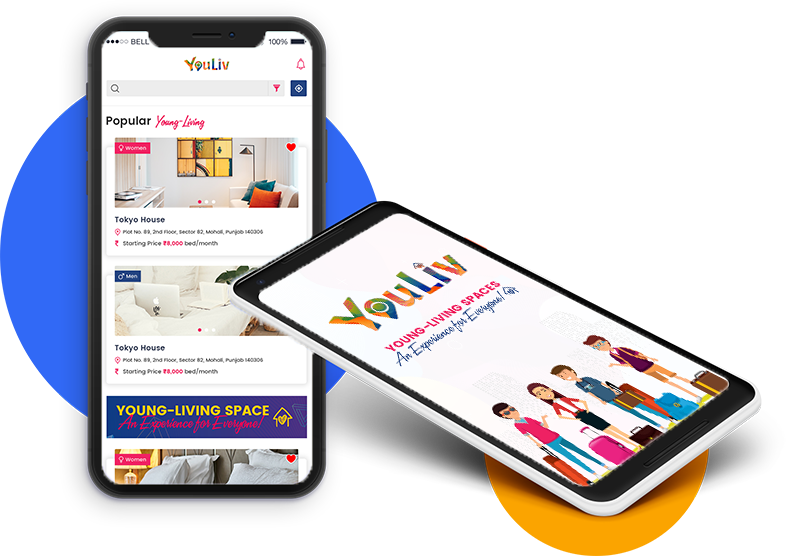 BELL
100%
YouLiv
Popular Young-Living
Women
Tokyo House
Plot No. 89, 2nd Floor, Sector 82, Mohali, Punjab 140306
Starting Price ₹8,000 bed/month
Men
Tokyo House
Plot No. 89, 2nd Floor, Sector 82, Mohali, Punjab 140306
Starting Price ₹8,000 bed/month
YOUNG-LIVING SPACE
An Experience for Everyone!
Women
YouLiv
YOUNG-LIVING SPACES
An Experience for Everyone!